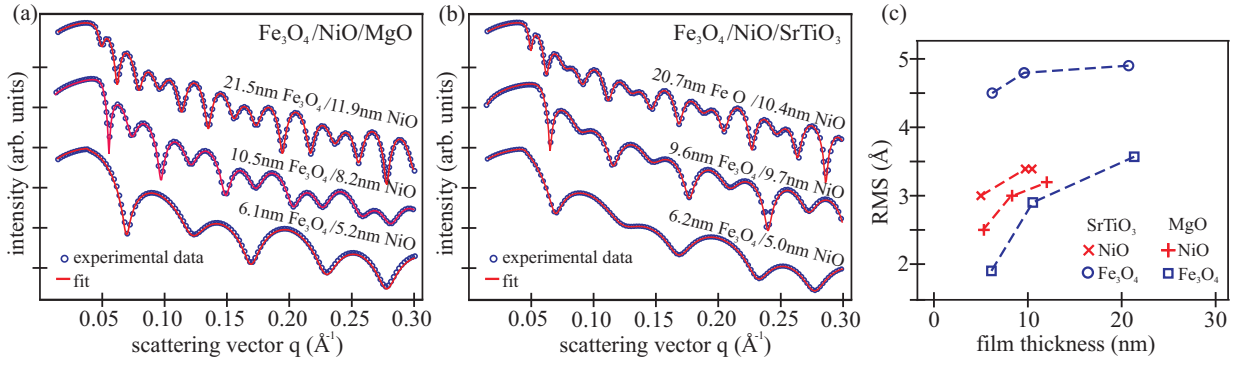 (a)
Fe₃O₄/NiO/MgO
21.5nm Fe₃O₄/11.9nm NiO
10.5nm Fe₃O₄/8.2nm NiO
6.1nm Fe₃O₄/5.2nm NiO
experimental data
fit
intensity (arb. units)
0.05 0.10 0.15 0.20 0.25 0.30
scattering vector q (Å⁻¹)
(b)
Fe₃O₄/NiO/SrTiO₃
20.7nm Fe O /10.4nm NiO
9.6nm Fe₃O₄/9.7nm NiO
6.2nm Fe₃O₄/5.0nm NiO
experimental data
fit
intensity (arb. units)
0.05 0.10 0.15 0.20 0.25 0.30
scattering vector q (Å⁻¹)
(c)
5
4
3
2
RMS (Å)
SrTiO₃ MgO
NiO NiO
Fe₃O₄ Fe₃O₄
0 10 20 30
film thickness (nm)